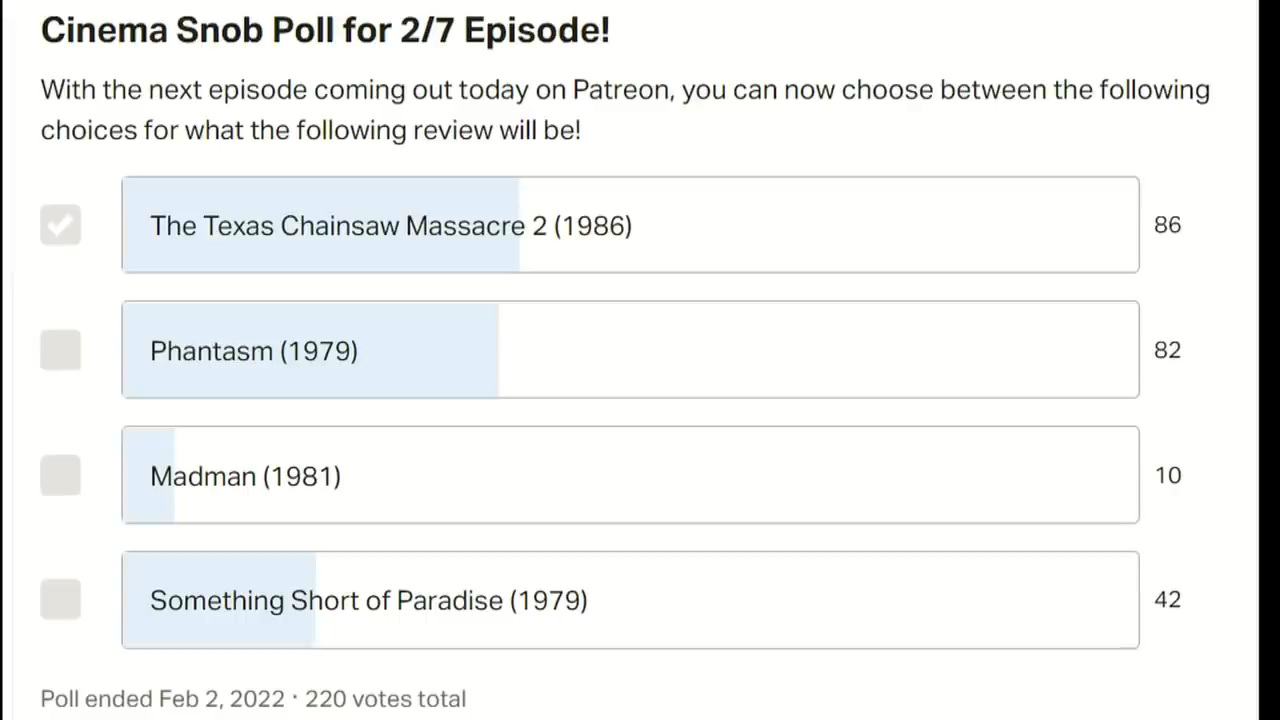 Cinema Snob Poll for 2/7 Episode!
With the next episode coming out today on Patreon, you can now choose between the following
choices for what the following review will be!
The Texas Chainsaw Massacre 2 (1986) 86
Phantasm (1979) 82
Madman (1981) 10
Something Short of Paradise (1979) 42
Poll ended Feb 2, 2022 · 220 votes total